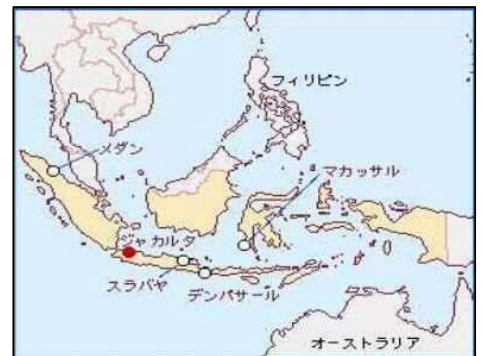 フィリピン
メダン
マカッサル
ジャカルタ
スラバヤ
デンパサール
オーストラリア